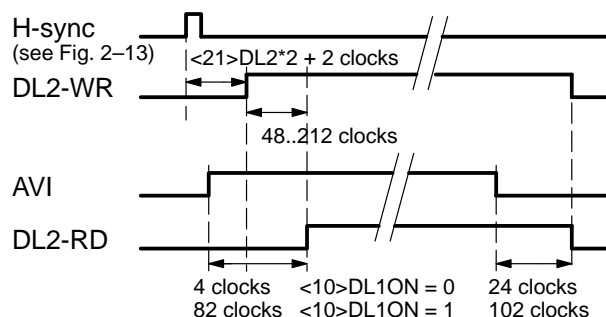 H-sync
(see Fig. 2–13)
<21>DL2*2 + 2 clocks
DL2-WR
48..212 clocks
AVI
DL2-RD
4 clocks <10>DL1ON = 0 24 clocks
82 clocks <10>DL1ON = 1 102 clocks